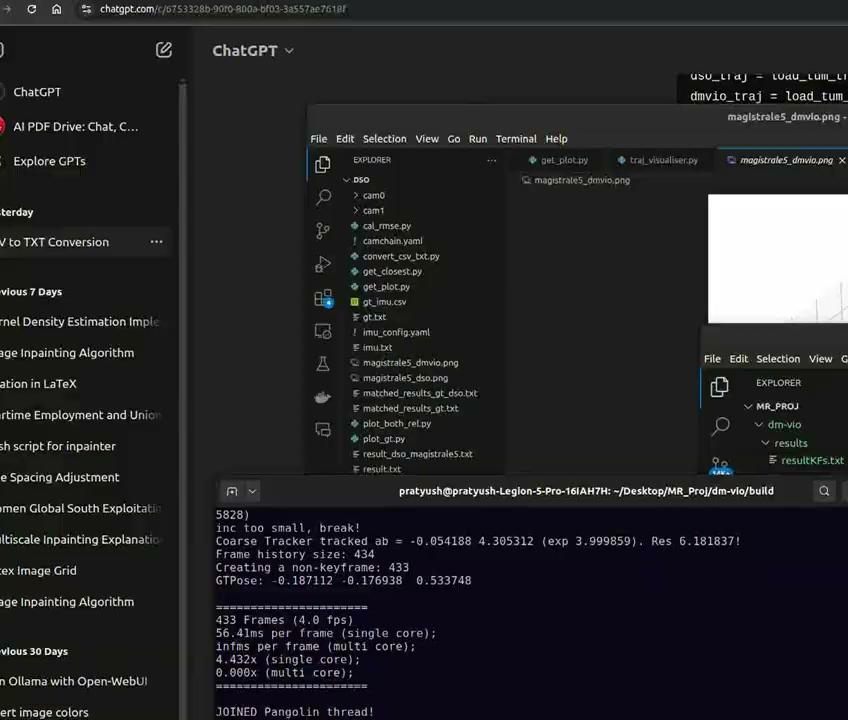 chatgpt.com/c/6753328b-90f0-800a-bf03-3a557ae7618f
ChatGPT
ChatGPT
AI PDF Drive: Chat, C...
Explore GPTs
sterday
V to TXT Conversion
evious 7 Days
rnel Density Estimation Imple
age Inpainting Algorithm
ation in LaTeX
artime Employment and Union
sh script for inpainter
e Spacing Adjustment
omen Global South Exploitatio
ultiscale Inpainting Explanatio
tex Image Grid
age Inpainting Algorithm
evious 30 Days
n Ollama with Open-WebUI
ert image colors
dso_traj = load_tum_tr
dmvio_traj = load_tum_
magistrale5_dmvio.png -
File Edit Selection View Go Run Terminal Help
EXPLORER
get_plot.py
traj_visualiser.py
magistrale5_dmvio.png
magistrale5_dmvio.png
DSO
cam0
cam1
cal_rmse.py
camchain.yaml
convert_csv_txt.py
get_closest.py
get_plot.py
gt_imu.csv
gt.txt
imu_config.yaml
imu.txt
magistrale5_dmvio.png
magistrale5_dso.png
matched_results_gt_dso.txt
matched_results_gt.txt
plot_both_ref.py
plot_gt.py
result_dso_magistrale5.txt
result.txt
File Edit Selection View G
EXPLORER
MR_PROJ
dm-vio
results
resultKFs.txt
pratyush@pratyush-Legion-5-Pro-16IAH7H: ~/Desktop/MR_Proj/dm-vio/build
5828)
inc too small, break!
Coarse Tracker tracked ab = -0.054188 4.305312 (exp 3.999859). Res 6.181837!
Frame history size: 434
Creating a non-keyframe: 433
GTPose: -0.187112 -0.176938  0.533748
======================
433 Frames (4.0 fps)
56.41ms per frame (single core);
infms per frame (multi core);
4.432x (single core);
0.000x (multi core);
======================
JOINED Pangolin thread!